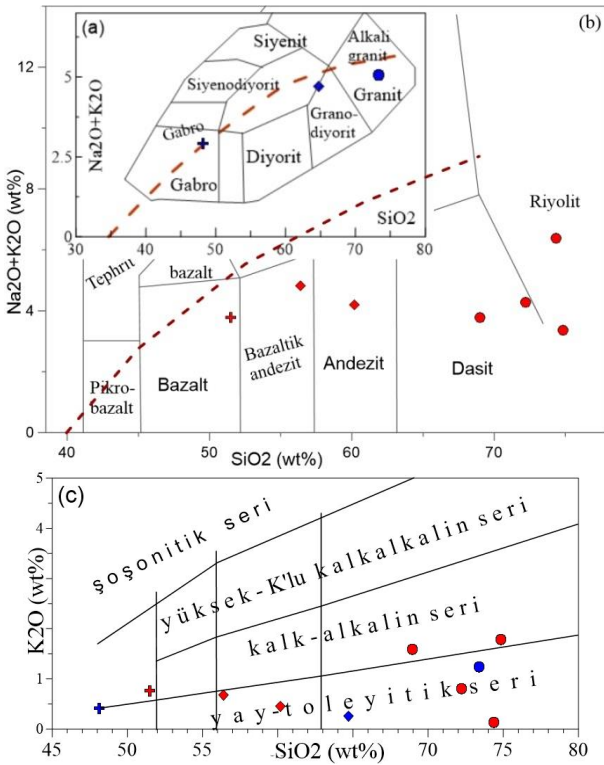 (a)
(b)
Siyenit
Alkali
granit
Siyenodiyorit
Granit
Grano-
diyorit
Gabro
Diyorit
Gabro
SiO2
Na2O+K2O
5
2.5
0
30 40 50 60 70 80
Na2O+K2O (wt%)
12
8
4
0
Riyolit
Tephrit
bazalt
Pikro-
bazalt
Bazalt
Bazaltik
andezit
Andezit
Dasit
40 50 60 70
SiO2 (wt%)
(c)
K2O (wt%)
5
4
3
2
1
0
şoşonitik seri
yüksek-K'lu kalkalkalin seri
kalk-alkalin seri
yay-toleyitik seri
45 50 55 60 65 70 75 80
SiO2 (wt%)